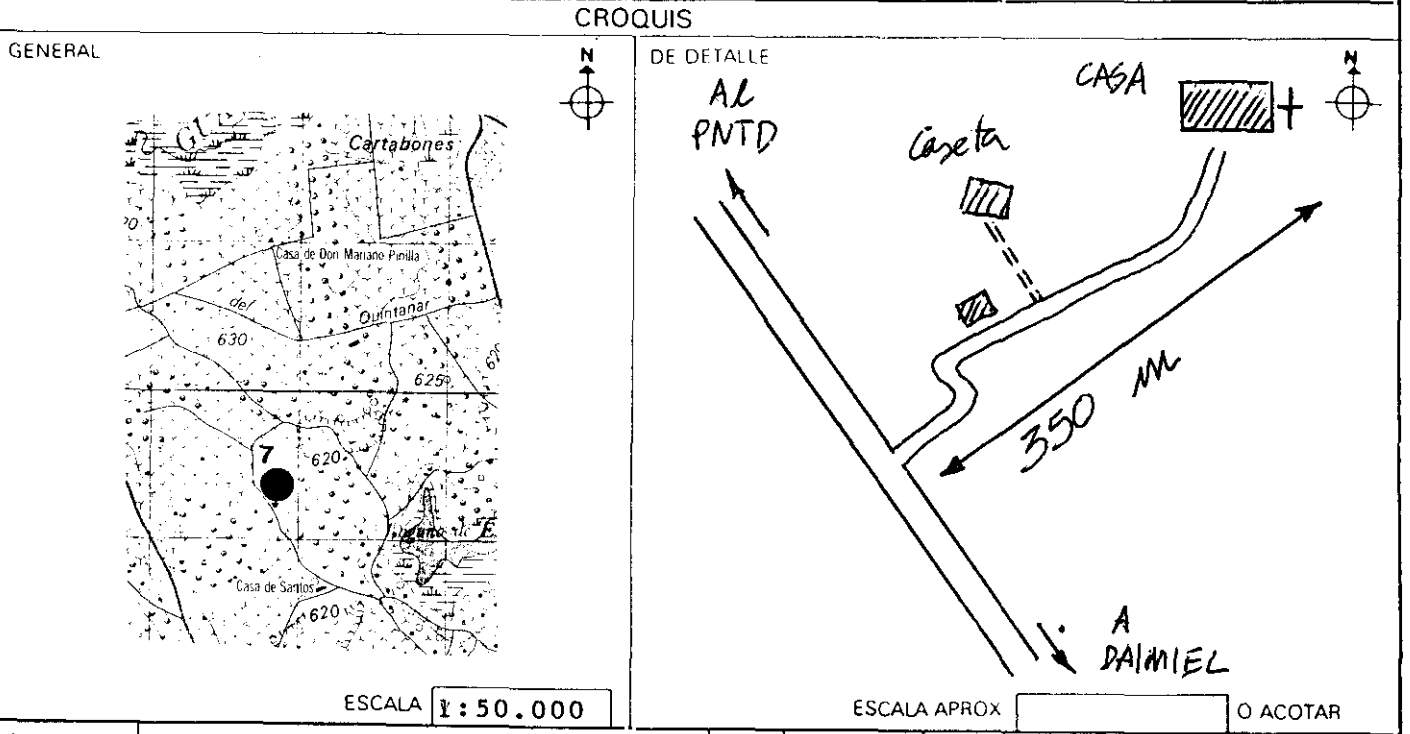 CROQUIS
GENERAL
N
Cartabones
Casa de Don Mariano Pinilla
del
Quintanar
630
625
620
7
620
Casa de Santos
620
ESCALA 1:50.000
DE DETALLE
N
Al
PNTD
CASA
Caseta
350 m
A
DAIMIEL
ESCALA APROX
O ACOTAR